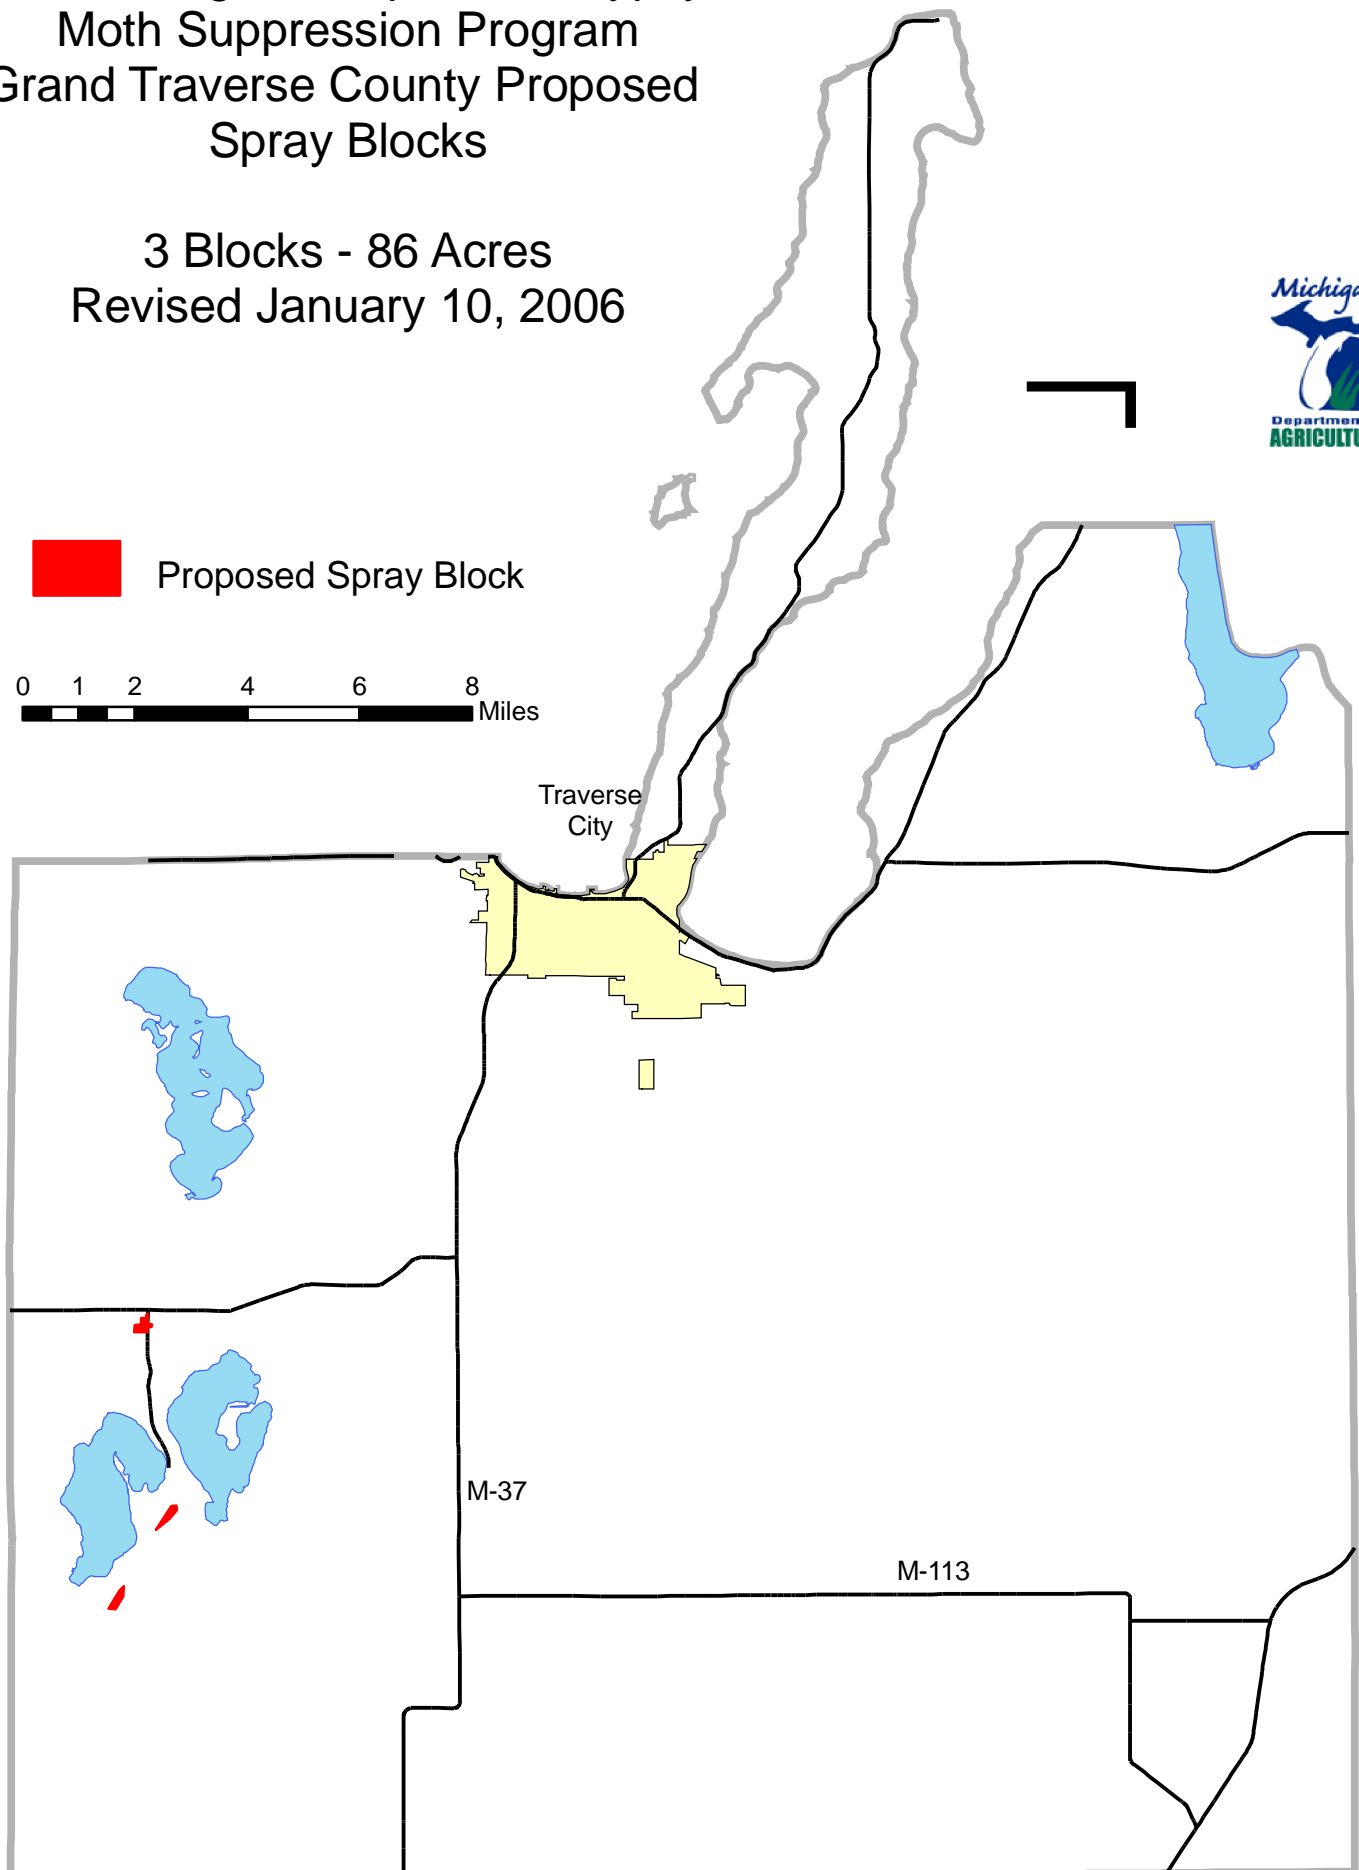 Moth Suppression Program
Grand Traverse County Proposed
Spray Blocks
3 Blocks - 86 Acres
Revised January 10, 2006
Proposed Spray Block
0 1 2 4 6 8
Miles
Traverse
City
M-37
M-113